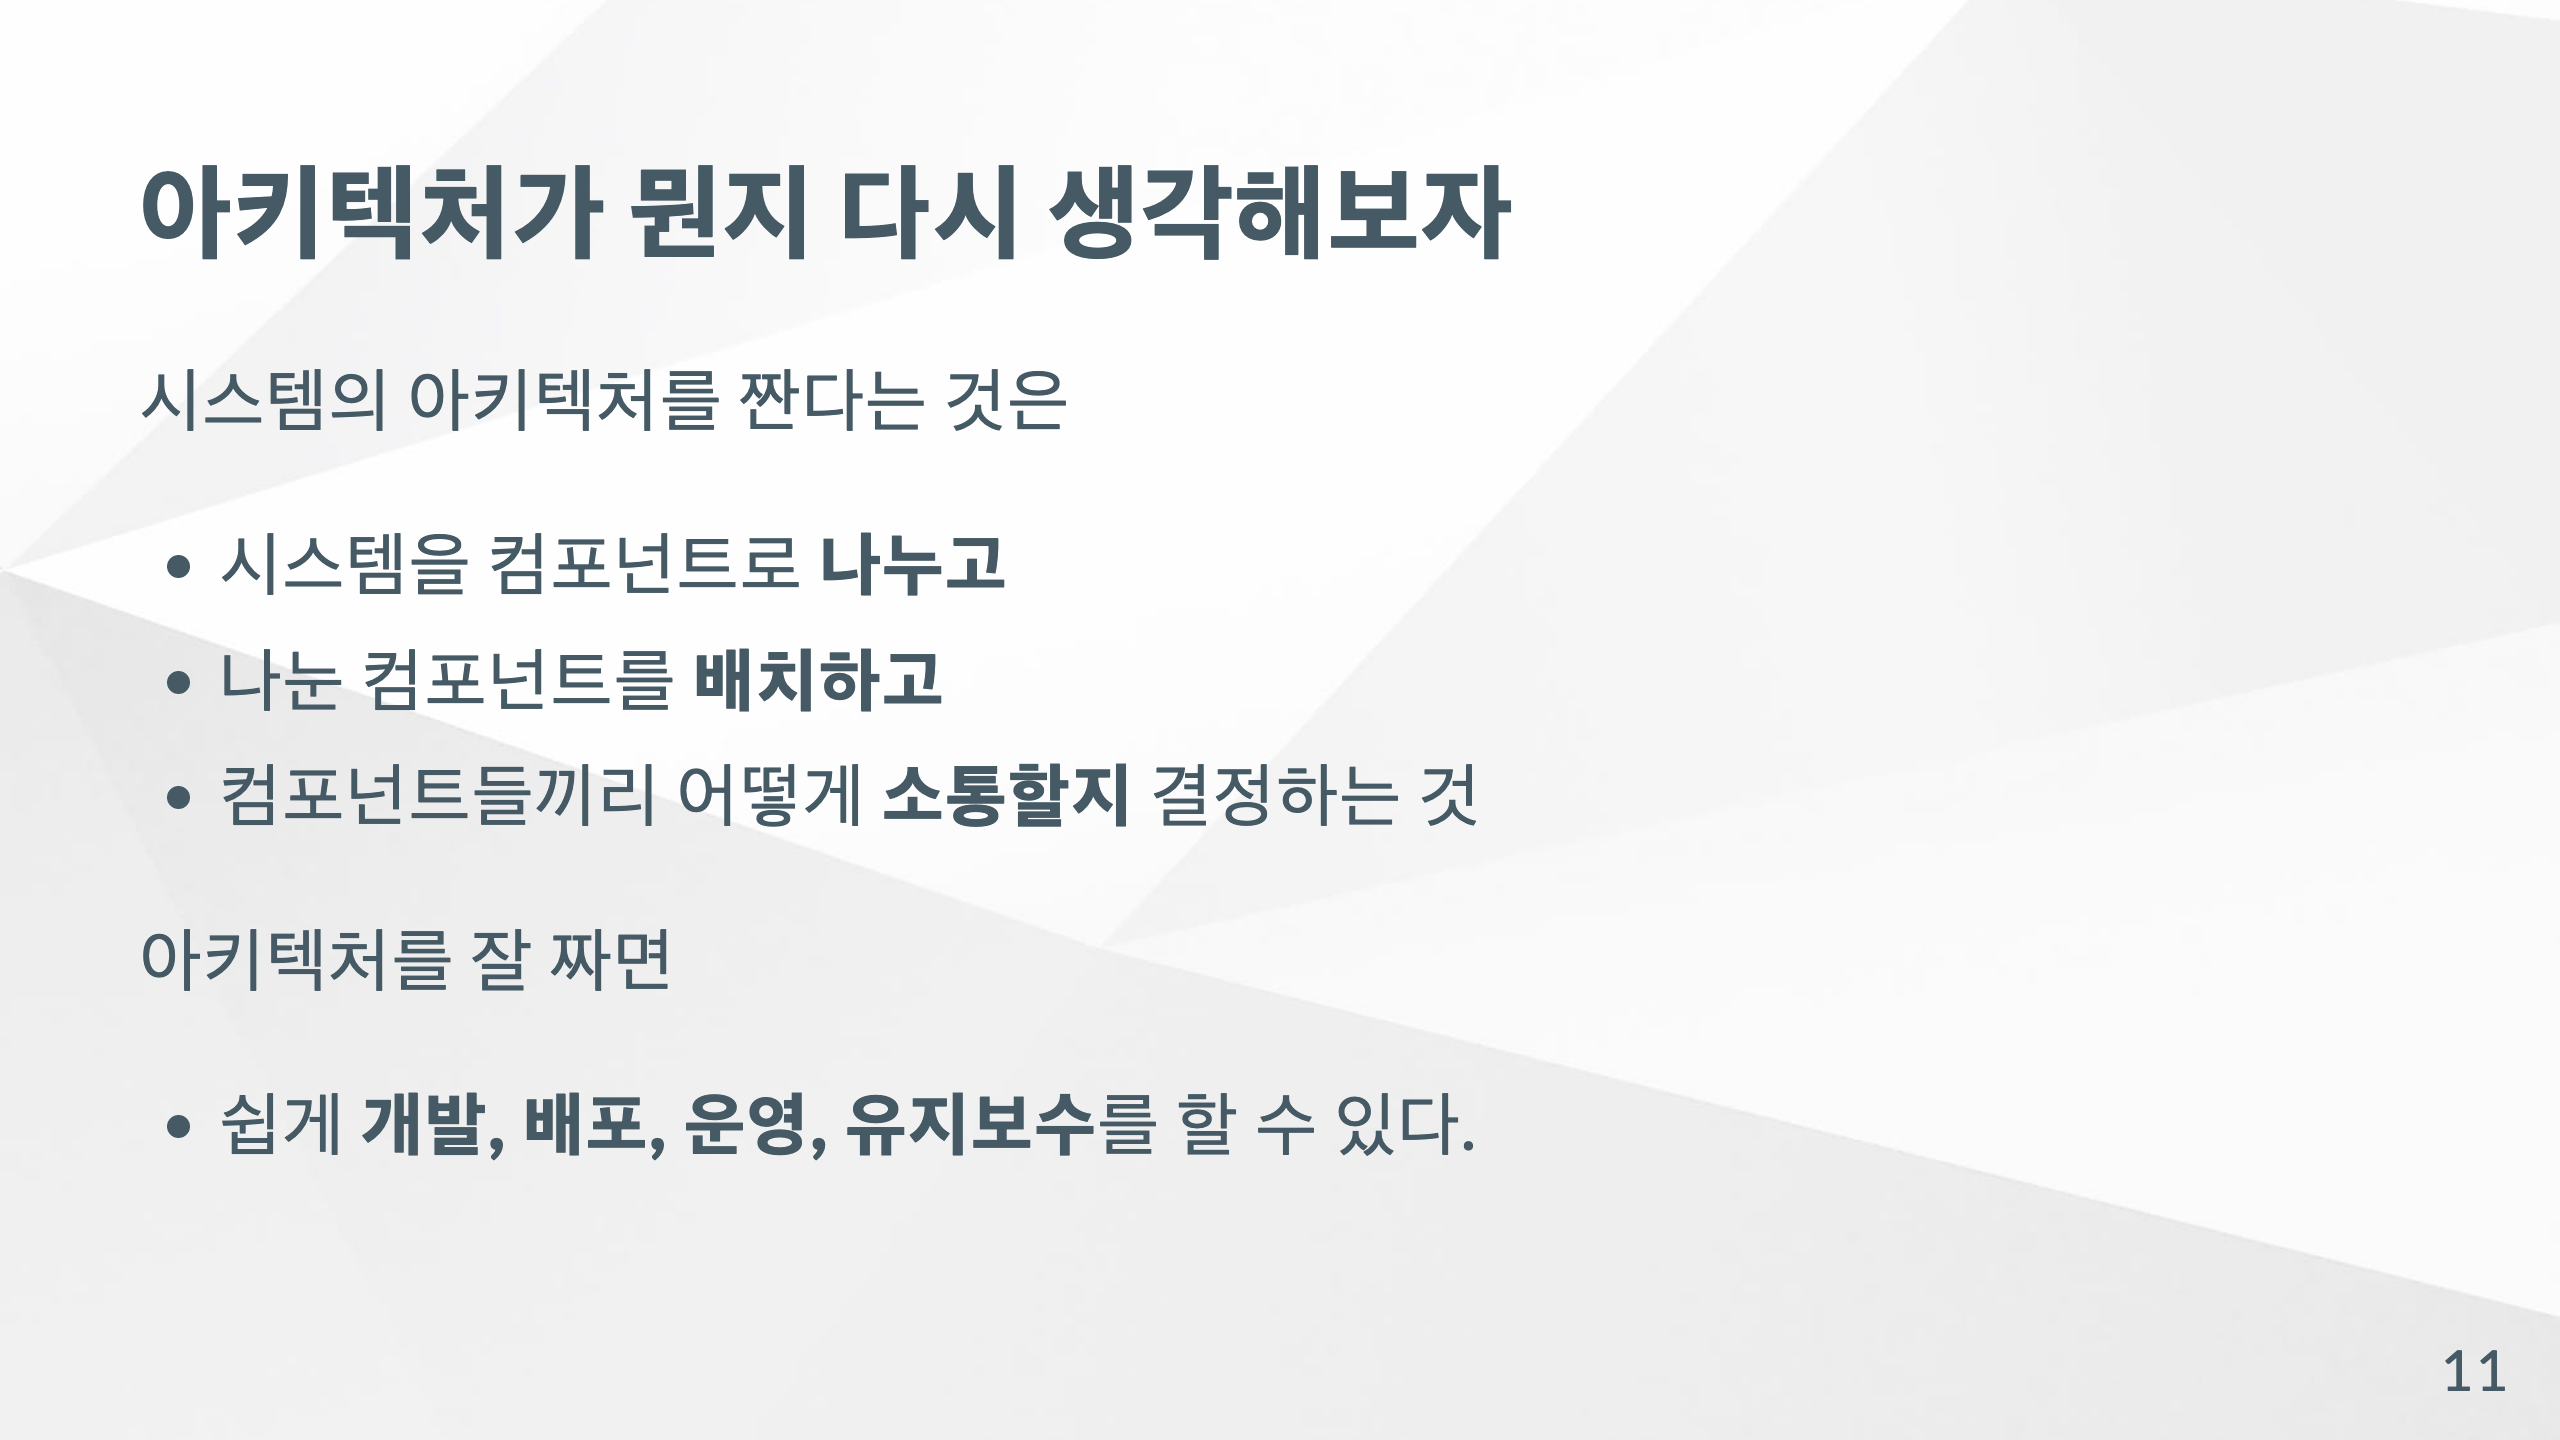 아키텍처가 뭔지 다시 생각해보자
시스템의 아키텍처를 짠다는 것은
• 시스템을 컴포넌트로 나누고
• 나눈 컴포넌트를 배치하고
• 컴포넌트들끼리 어떻게 소통할지 결정하는 것
아키텍처를 잘 짜면
• 쉽게 개발, 배포, 운영, 유지보수를 할 수 있다.
11